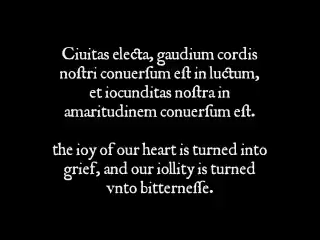 Ciuitas electa, gaudium cordis
noſtri conuerſum eſt in luctum,
et iocunditas noſtra in
amaritudinem conuerſum eſt.
the ioy of our heart is turned into
grief, and our iollity is turned
vnto bitterneſſe.